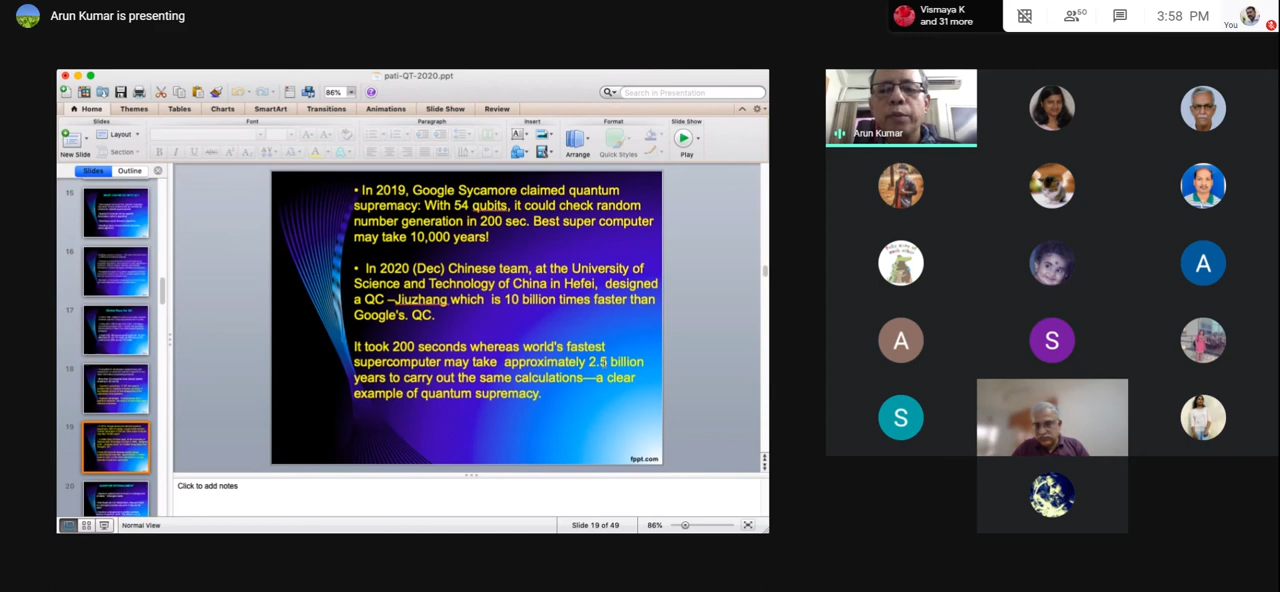 Arun Kumar is presenting
Vismaya K
and 31 more
50
3:58 PM
You
pati-QT-2020.ppt
86%
Search in Presentation
Home
Themes
Tables
Charts
SmartArt
Transitions
Animations
Slide Show
Review
Slides
Font
Paragraph
Insert
Format
Slide Show
New Slide
Layout
Section
Arrange
Quick Styles
Play
Slides
Outline
15
16
17
18
19
20
• In 2019, Google Sycamore claimed quantum
supremacy: With 54 qubits, it could check random
number generation in 200 sec. Best super computer
may take 10,000 years!
• In 2020 (Dec) Chinese team, at the University of
Science and Technology of China in Hefei, designed
a QC –Jiuzhang which is 10 billion times faster than
Google's. QC.
It took 200 seconds whereas world's fastest
supercomputer may take approximately 2.5 billion
years to carry out the same calculations—a clear
example of quantum supremacy.
fppt.com
Click to add notes
Normal View
Slide 19 of 49
86%
Arun Kumar
A
A
S
S